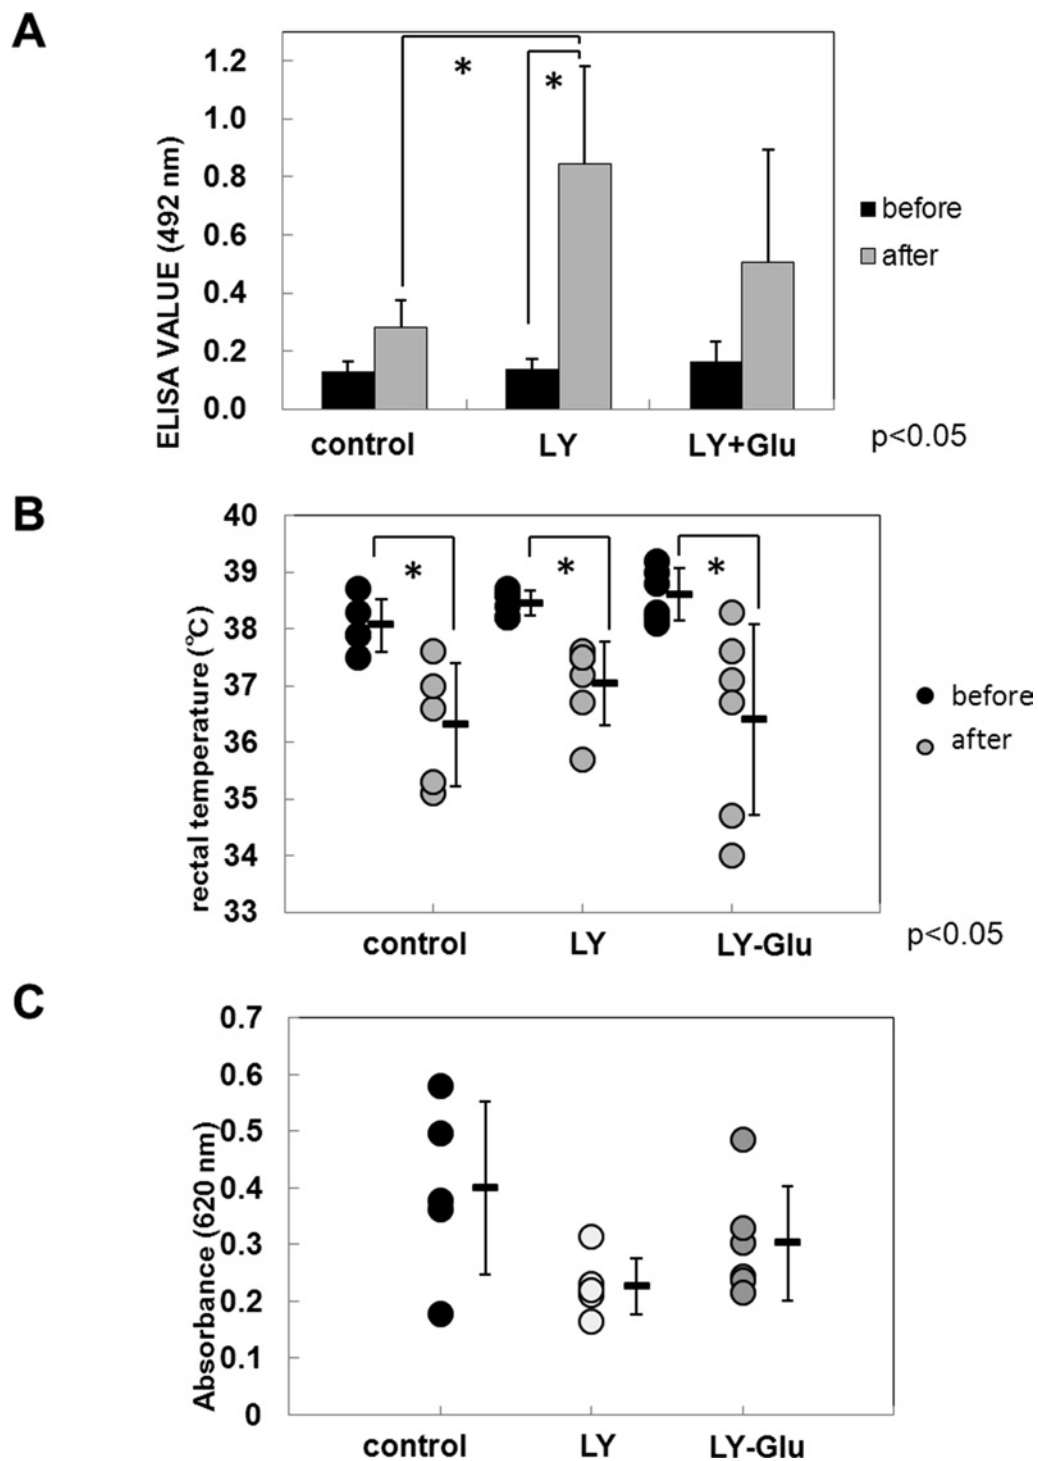 A
ELISA VALUE (492 nm)
1.2
1.0
0.8
0.6
0.4
0.2
0.0
*
*
before
after
control LY LY+Glu
p<0.05
B
rectal temperature (°C)
40
39
38
37
36
35
34
33
*
*
*
before
after
control LY LY-Glu
p<0.05
C
Absorbance (620 nm)
0.7
0.6
0.5
0.4
0.3
0.2
0.1
0
control LY LY-Glu